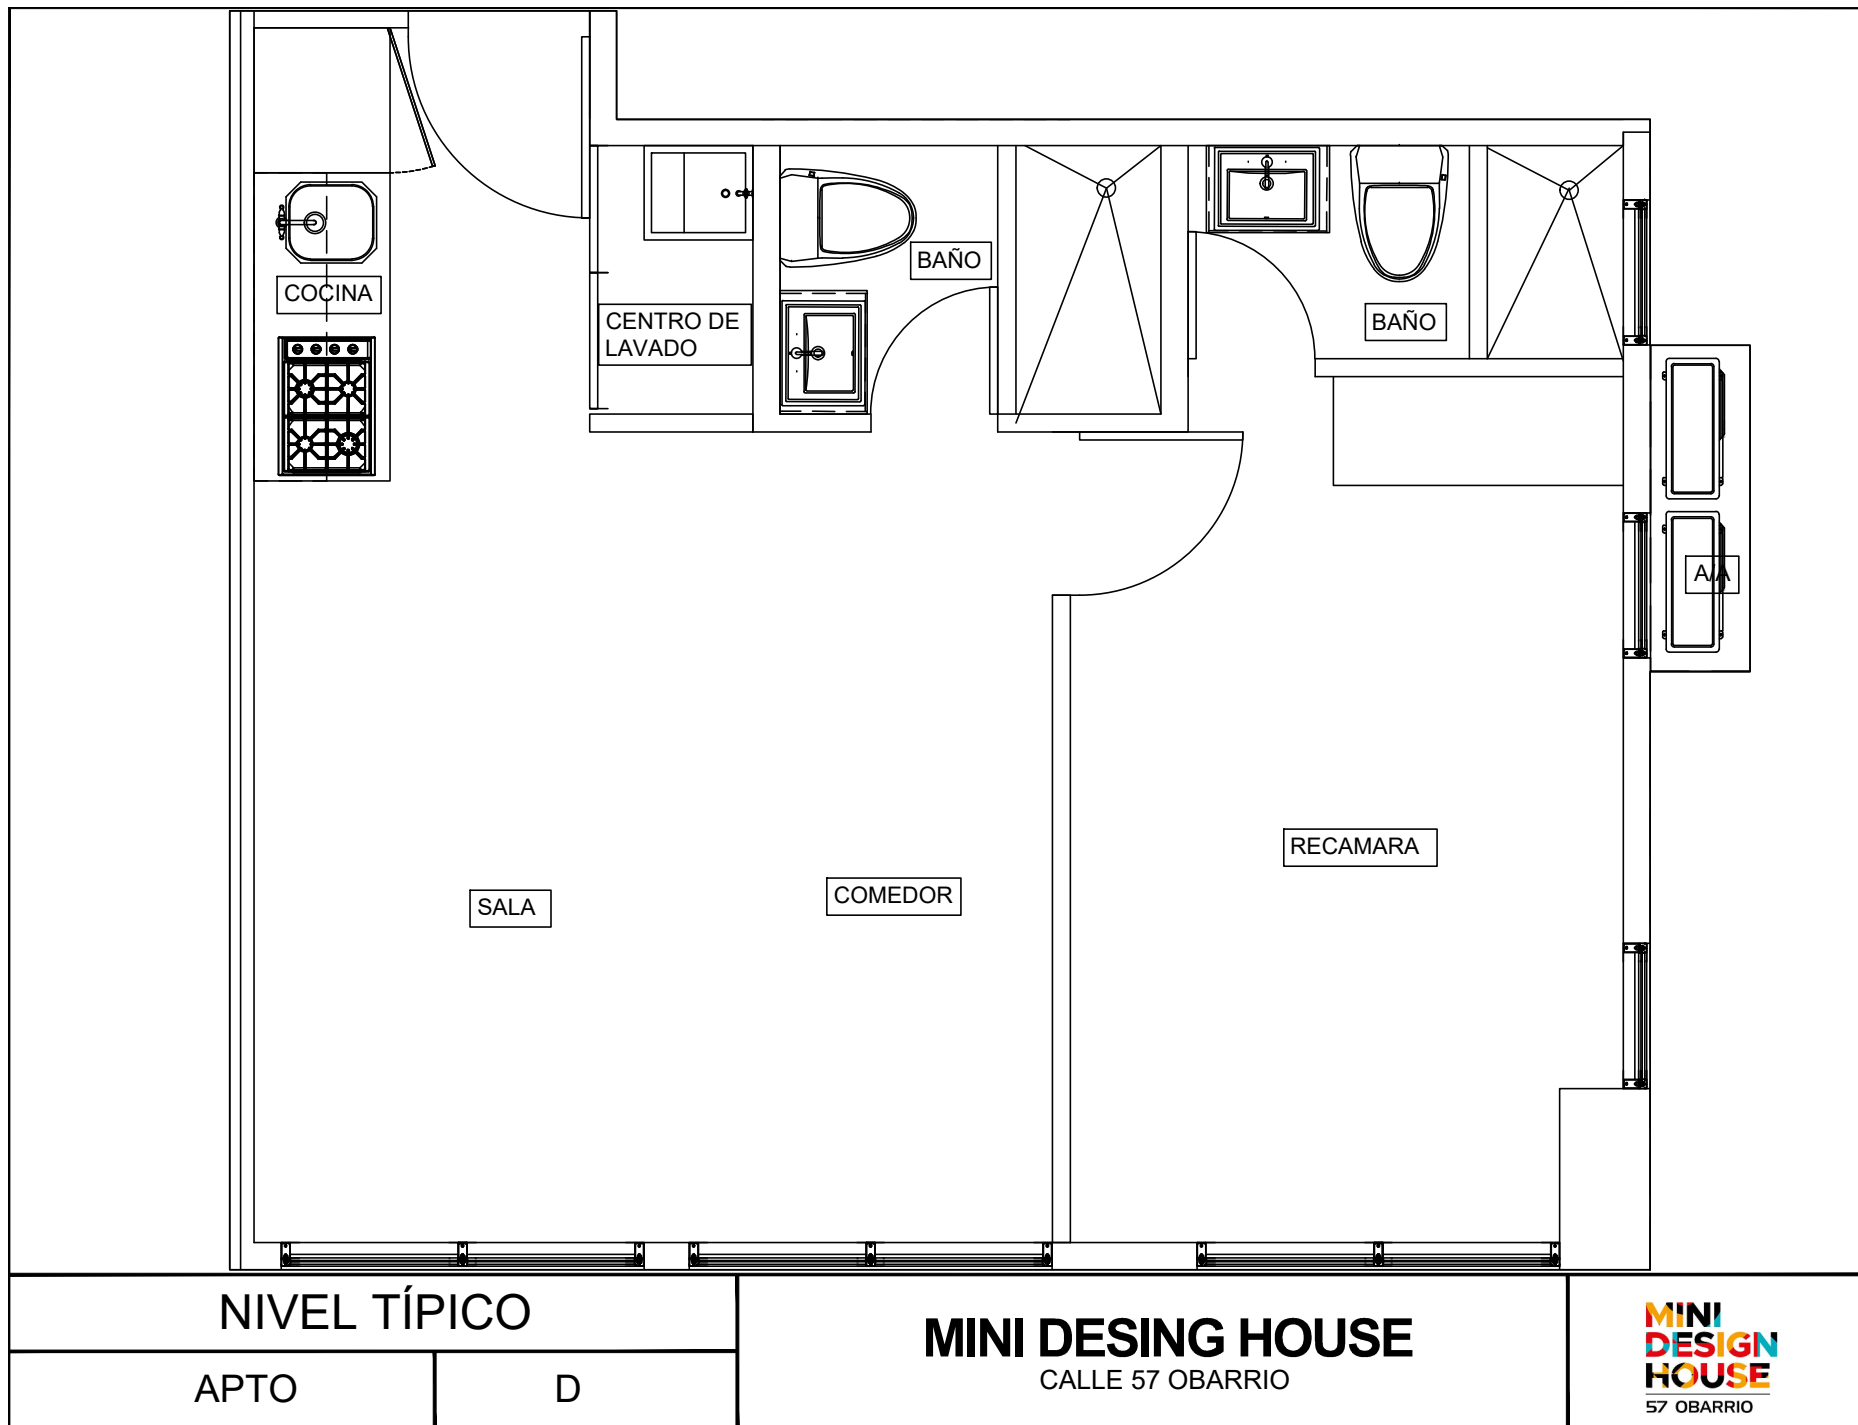 BAÑO
COCINA
CENTRO DE
LAVADO
BAÑO
A/A
RECAMARA
SALA
COMEDOR
NIVEL TÍPICO
APTO
D
MINI DESING HOUSE
CALLE 57 OBARRIO
MINI
DESIGN
HOUSE
57 OBARRIO